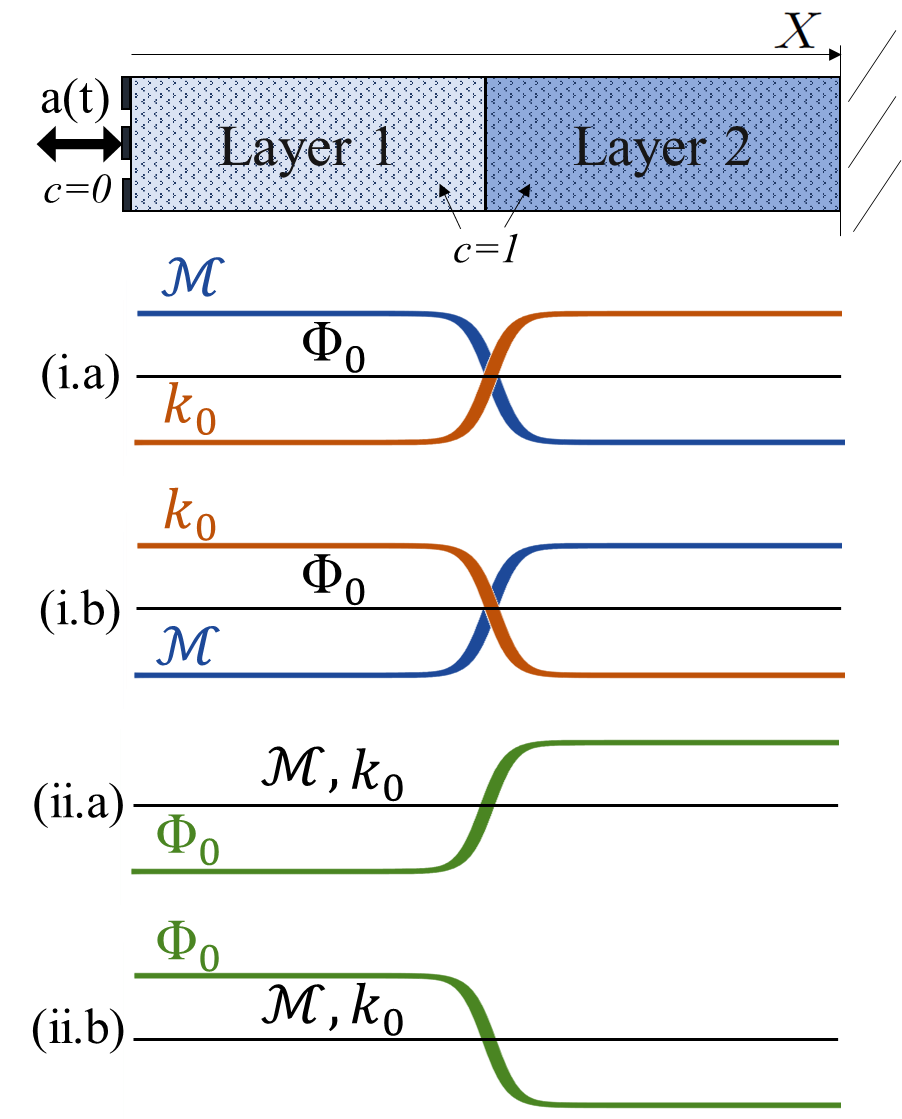 X
a(t)
Layer 1 Layer 2
c=0
c=1
ℳ
Φ₀
(i.a)
k₀
k₀
Φ₀
(i.b)
ℳ
ℳ, k₀
(ii.a)
Φ₀
Φ₀
ℳ, k₀
(ii.b)